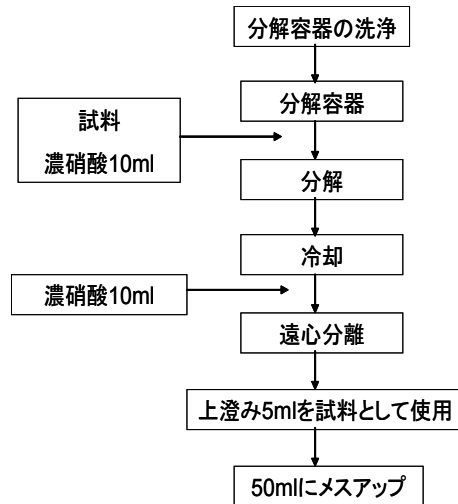 分解容器の洗浄
分解容器
試料
濃硝酸10ml
分解
冷却
濃硝酸10ml
遠心分離
上澄み5mlを試料として使用
50mlにメスアップ